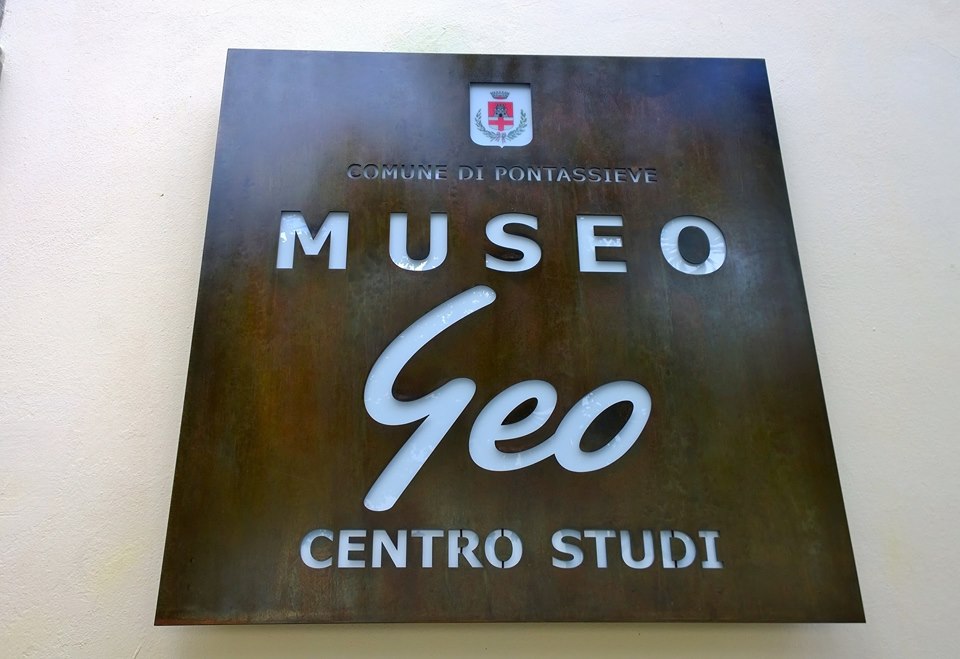 COMUNE DI PONTASSIEVE
MUSEO
Geo
CENTRO STUDI